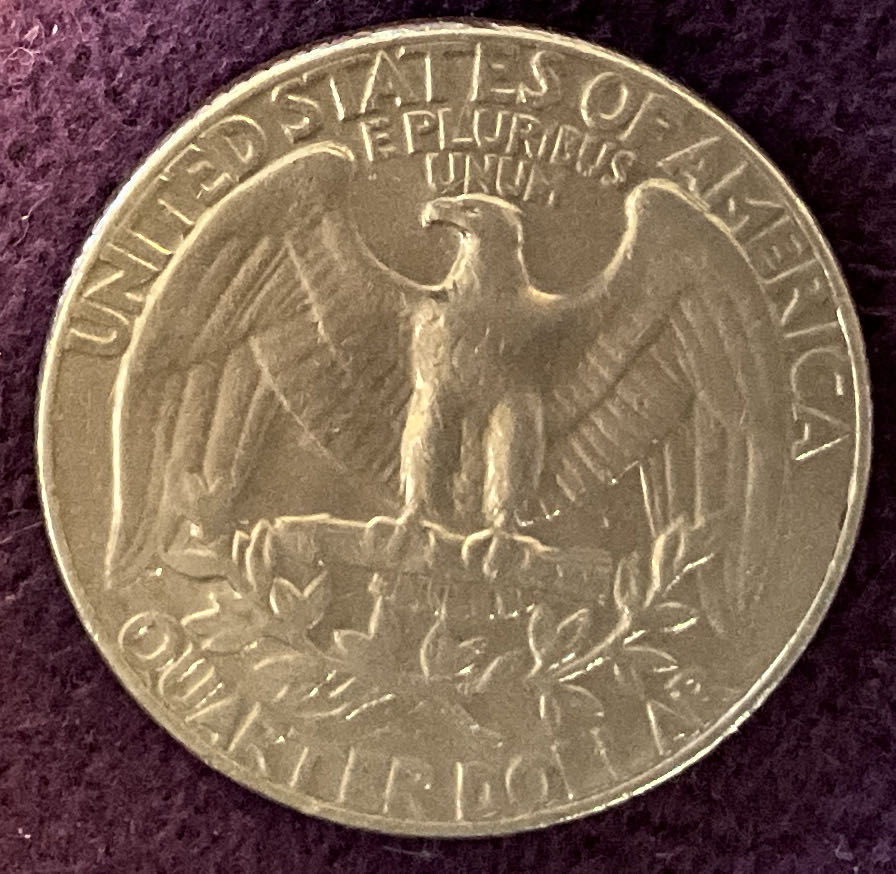 UNITED STATES OF AMERICA
E PLURIBUS
UNUM
QUARTER DOLLAR